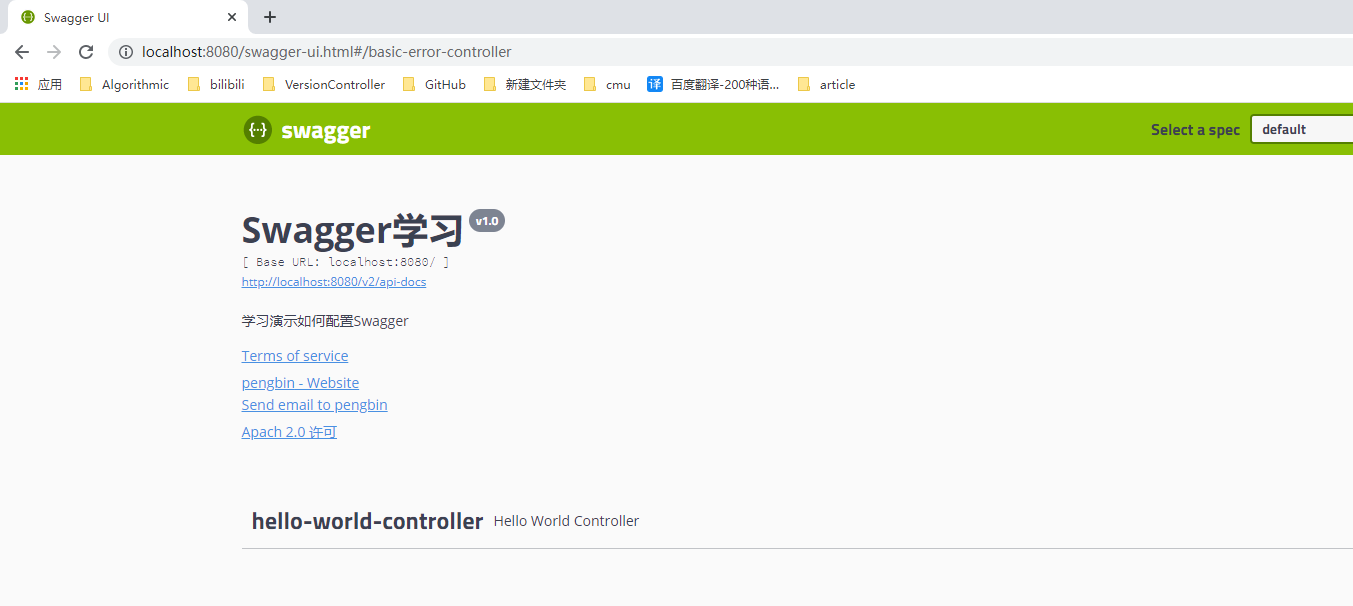 Swagger UI
localhost:8080/swagger-ui.html#/basic-error-controller
应用 Algorithmic bilibili VersionController GitHub 新建文件夹 cmu 译 百度翻译-200种语... article
{··} swagger Select a spec default
Swagger学习 v1.0
[ Base URL: localhost:8080/ ]
http://localhost:8080/v2/api-docs
学习演示如何配置Swagger
Terms of service
pengbin - Website
Send email to pengbin
Apach 2.0 许可
hello-world-controller Hello World Controller